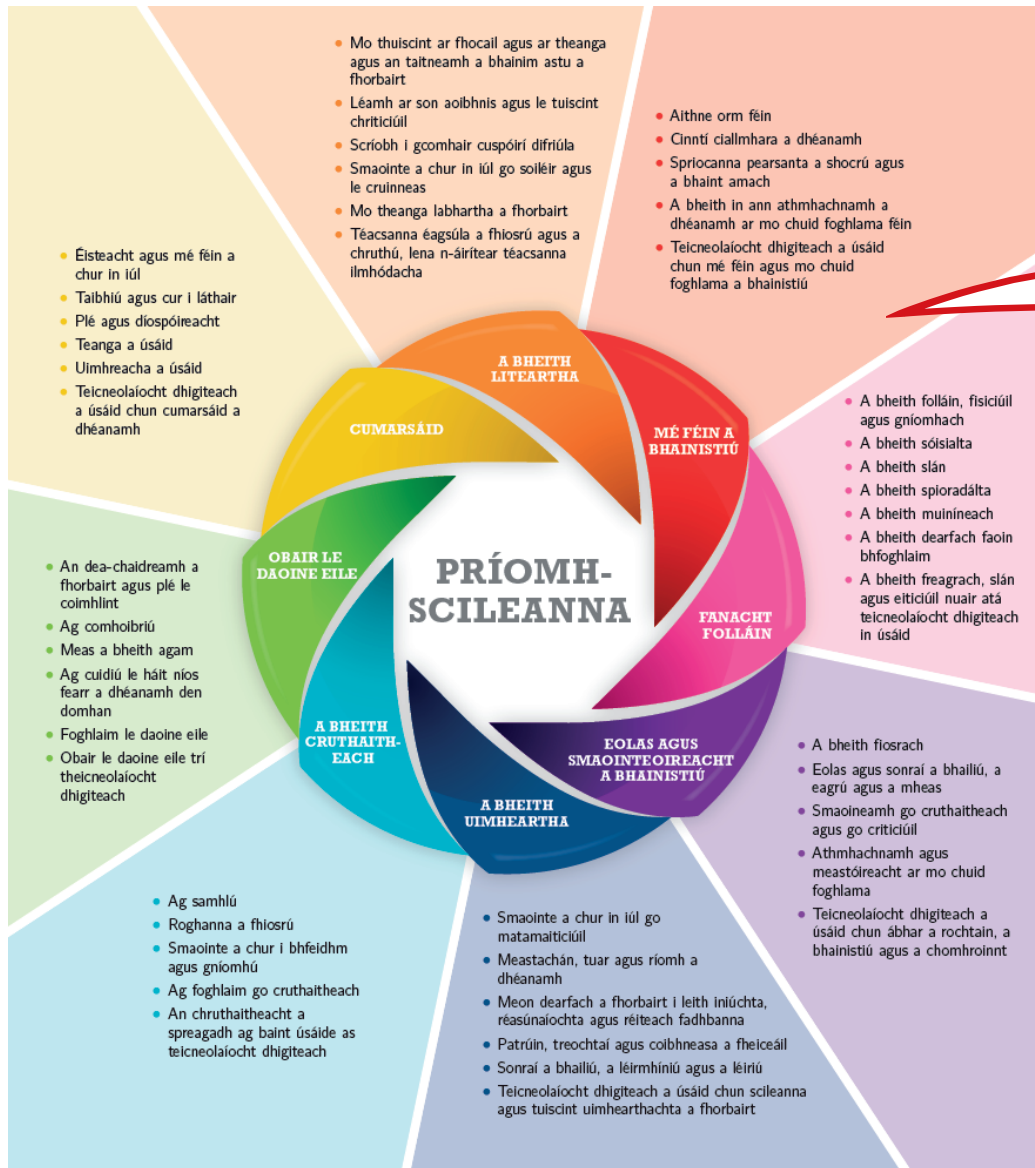 PRÍOMH-
SCILEANNA
A BHEITH
LITEARTHA
• Mo thuiscint ar fhocail agus ar theanga
agus an taitneamh a bhainim astu a
fhorbairt
• Léamh ar son aoibhnis agus le tuiscint
chriticiúil
• Scríobh i gcomhair cuspóirí difriúla
• Smaointe a chur in iúl go soiléir agus
le cruinneas
• Mo theanga labhartha a fhorbairt
• Téacsanna éagsúla a fhiosrú agus a
chruthú, lena n-áirítear téacsanna
ilmhódacha
MÉ FÉIN A
BHAINISTIÚ
• Aithne orm féin
• Cinntí ciallmhara a dhéanamh
• Spriocanna pearsanta a shocrú agus
a bhaint amach
• A bheith in ann athmhachnamh a
dhéanamh ar mo chuid foghlama féin
• Teicneolaíocht dhigiteach a úsáid
chun mé féin agus mo chuid
foghlama a bhainistiú
FANACHT
FOLLÁIN
• A bheith folláin, fisiciúil
agus gníomhach
• A bheith sóisialta
• A bheith slán
• A bheith spioradálta
• A bheith muiníneach
• A bheith dearfach faoin
bhfoghlaim
• A bheith freagrach, slán
agus eiticiúil nuair atá
teicneolaíocht dhigiteach
in úsáid
EOLAS AGUS
SMAOINTEOIREACHT
A BHAINISTIÚ
• A bheith fiosrach
• Eolas agus sonraí a bhailiú, a
eagrú agus a mheas
• Smaoineamh go cruthaitheach
agus go criticiúil
• Athmhachnamh agus
meastóireacht ar mo chuid
foghlama
• Teicneolaíocht dhigiteach a
úsáid chun ábhar a rochtain, a
bhainistiú agus a chomhroinnt
A BHEITH
UIMHEARTHA
• Smaointe a chur in iúl go
matamaiticiúil
• Meastachán, tuar agus ríomh a
dhéanamh
• Meon dearfach a fhorbairt i leith iniúchta,
réasúnaíochta agus réiteach fadhbanna
• Patrúin, treochtaí agus coibhneasa a fheiceáil
• Sonraí a bhailiú, a léirmhíniú agus a léiriú
• Teicneolaíocht dhigiteach a úsáid chun scileanna
agus tuiscint uimhearthachta a fhorbairt
A BHEITH
CRUTHAITH-
EACH
• Ag samhlú
• Roghanna a fhiosrú
• Smaointe a chur i bhfeidhm
agus gníomhú
• Ag foghlaim go cruthaitheach
• An chruthaitheacht a
spreagadh ag baint úsáide as
teicneolaíocht dhigiteach
OBAIR LE
DAOINE EILE
• An dea-chaidreamh a
fhorbairt agus plé le
coimhlint
• Ag comhoibriú
• Meas a bheith agam
• Ag cuidiú le háit níos
fearr a dhéanamh den
domhan
• Foghlaim le daoine eile
• Obair le daoine eile trí
theicneolaíocht
dhigiteach
CUMARSÁID
• Éisteacht agus mé féin a
chur in iúl
• Taibhiú agus cur i láthair
• Plé agus díospóireacht
• Teanga a úsáid
• Uimhreacha a úsáid
• Teicneolaíocht dhigiteach
a úsáid chun cumarsáid a
dhéanamh